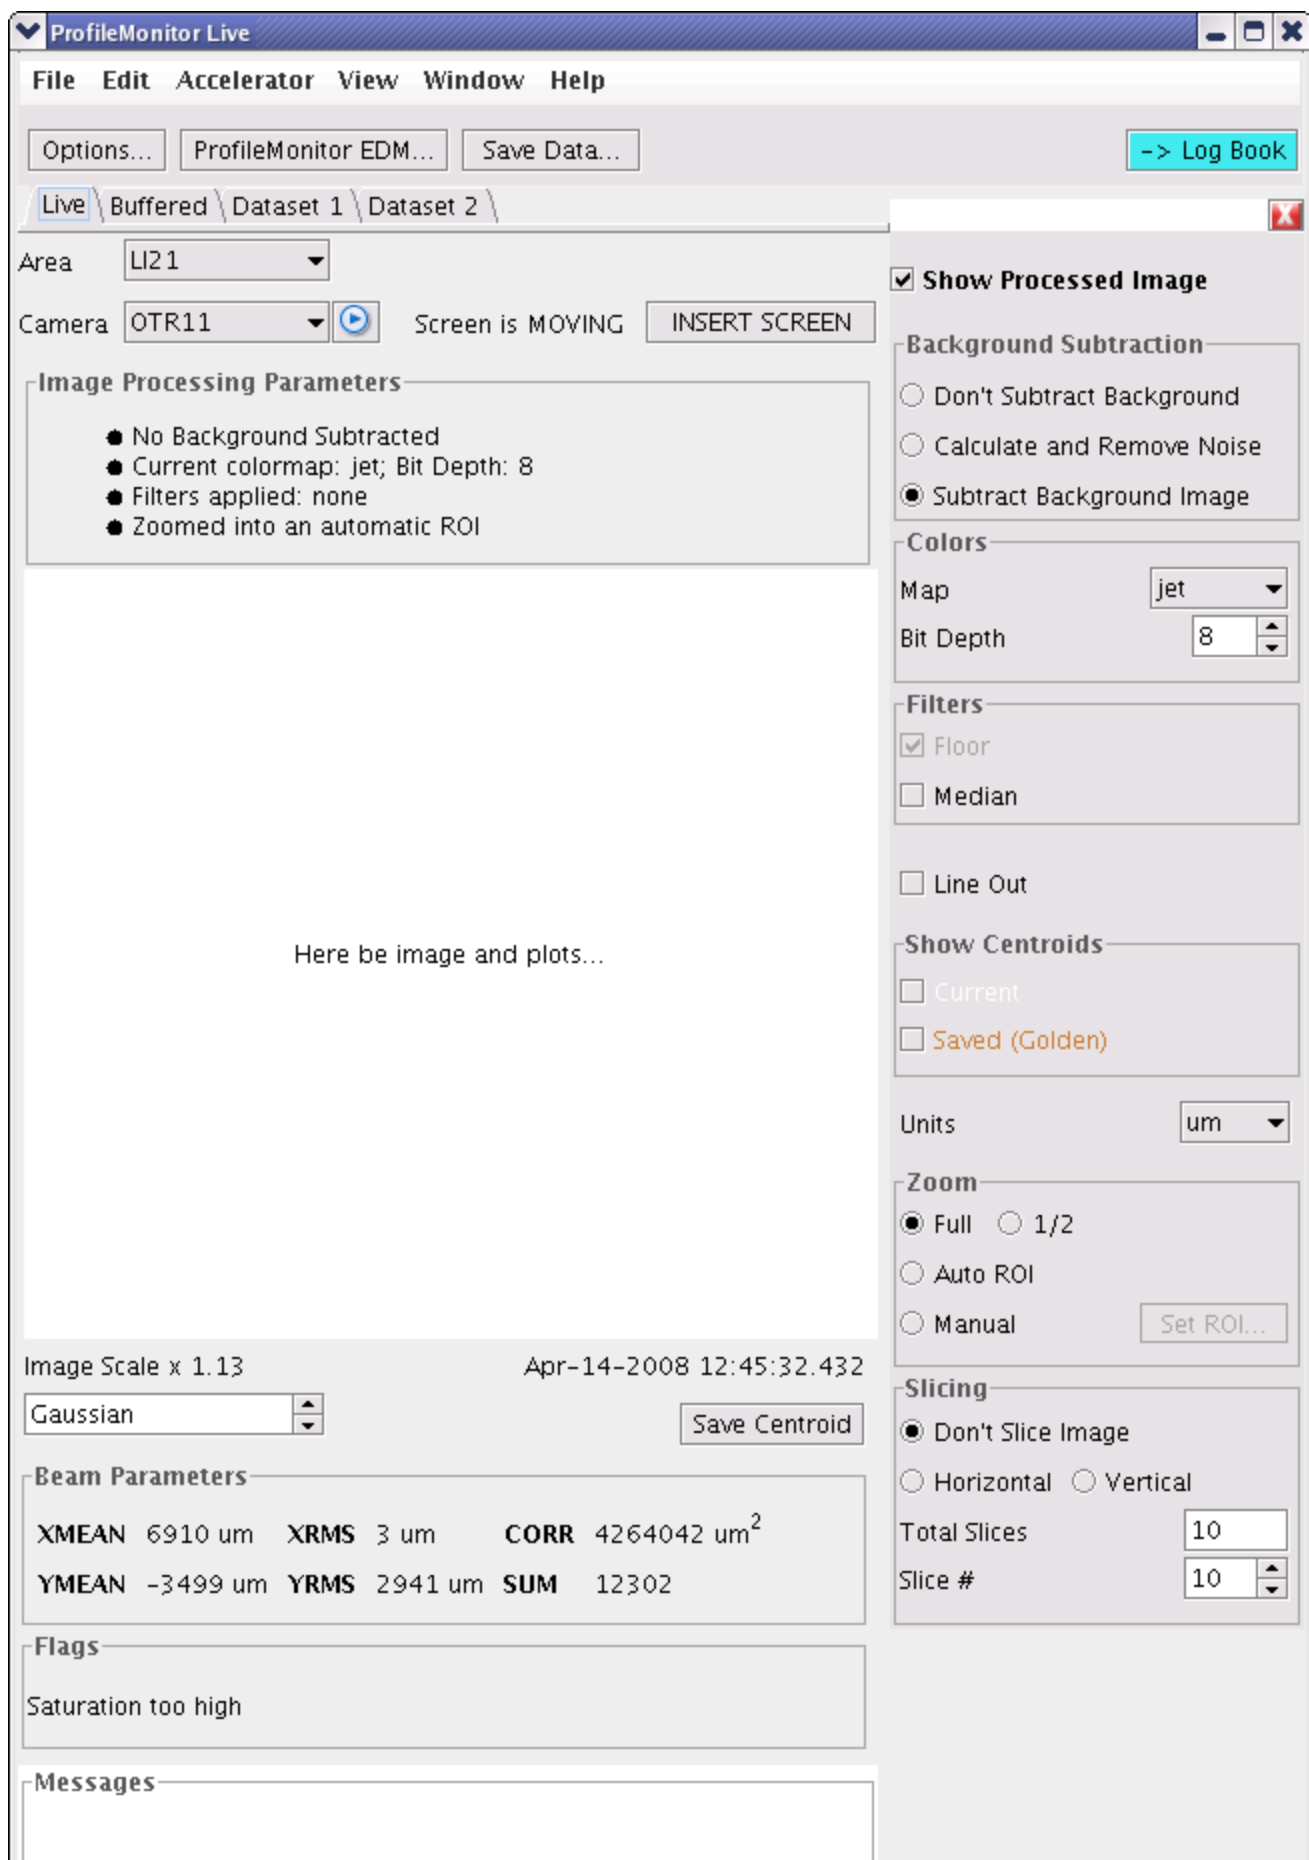 ProfileMonitor Live
File Edit Accelerator View Window Help
Options... ProfileMonitor EDM... Save Data... -> Log Book
Live Buffered Dataset 1 Dataset 2
Area LI21
Camera OTR11 Screen is MOVING INSERT SCREEN
Image Processing Parameters
No Background Subtracted
Current colormap: jet; Bit Depth: 8
Filters applied: none
Zoomed into an automatic ROI
Here be image and plots...
Image Scale x 1.13 Apr-14-2008 12:45:32.432
Gaussian Save Centroid
Beam Parameters
XMEAN 6910 um XRMS 3 um CORR 4264042 um²
YMEAN -3499 um YRMS 2941 um SUM 12302
Flags
Saturation too high
Messages
X
Show Processed Image
Background Subtraction
Don't Subtract Background
Calculate and Remove Noise
Subtract Background Image
Colors
Map jet
Bit Depth 8
Filters
Floor
Median
Line Out
Show Centroids
Current
Saved (Golden)
Units um
Zoom
Full 1/2
Auto ROI
Manual Set ROI...
Slicing
Don't Slice Image
Horizontal Vertical
Total Slices 10
Slice # 10